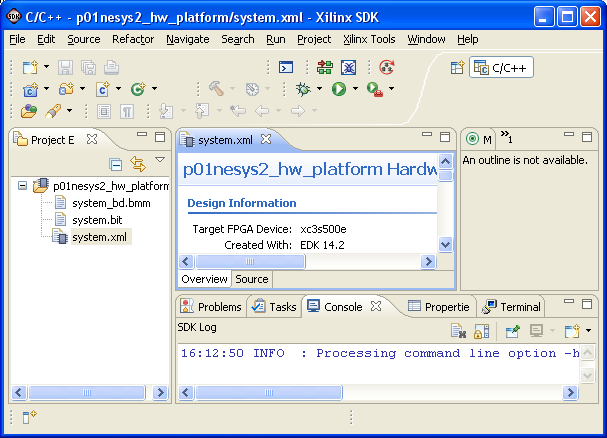 C/C++ - p01nesys2_hw_platform/system.xml - Xilinx SDK
File Edit Source Refactor Navigate Search Run Project Xilinx Tools Window Help
C/C++
Project E
p01nesys2_hw_platform
system_bd.bmm
system.bit
system.xml
system.xml
p01nesys2_hw_platform Hardw
Design Information
Target FPGA Device: xc3s500e
Created With: EDK 14.2
Overview Source
M »1
An outline is not available.
Problems Tasks Console Propertie Terminal
SDK Log
16:12:50 INFO : Processing command line option -h